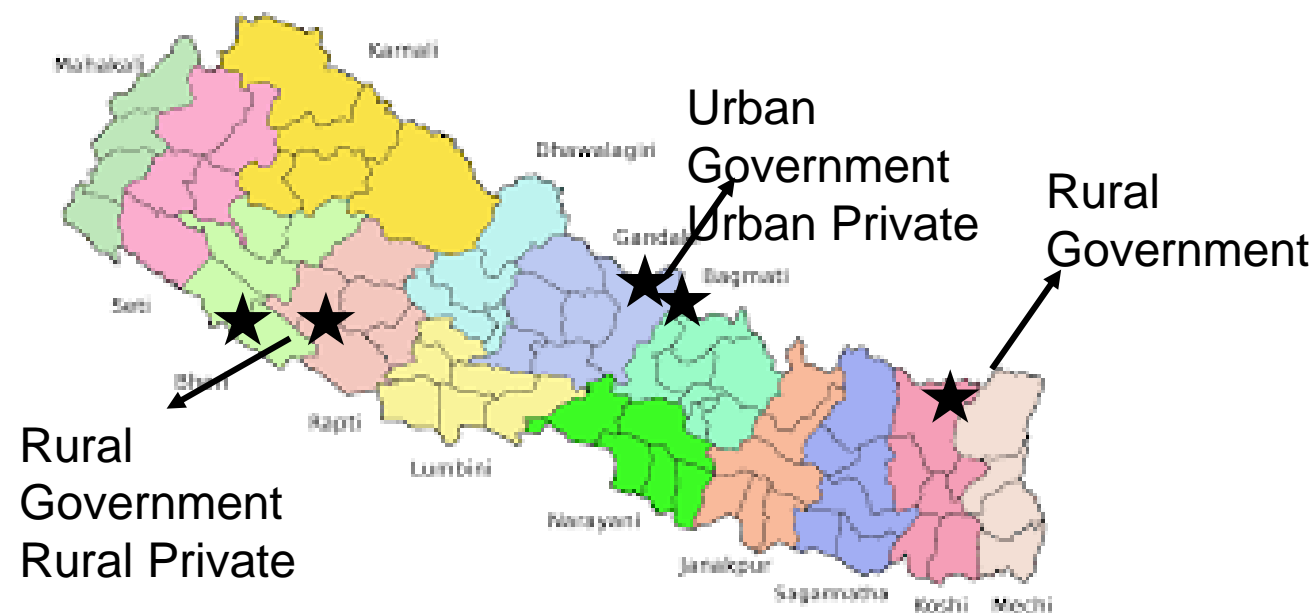 Karnali
Mahakali
Urban
Government
Urban Private
Dhawalagiri
Rural
Government
Bagmati
Seti
Rapti
Rural
Government
Rural Private
Lumbini
Narayani
Janakpur
Sagarmatha
Koshi
Mechi